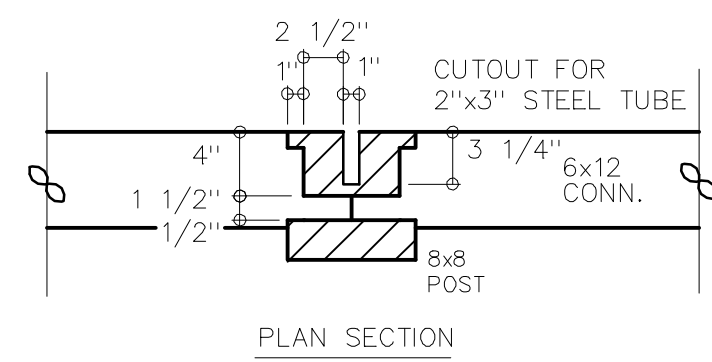 2 1/2"
1"
1"
CUTOUT FOR
2"x3" STEEL TUBE
4"
3 1/4"
6x12
CONN.
1 1/2"
1/2"
8x8
POST
PLAN SECTION